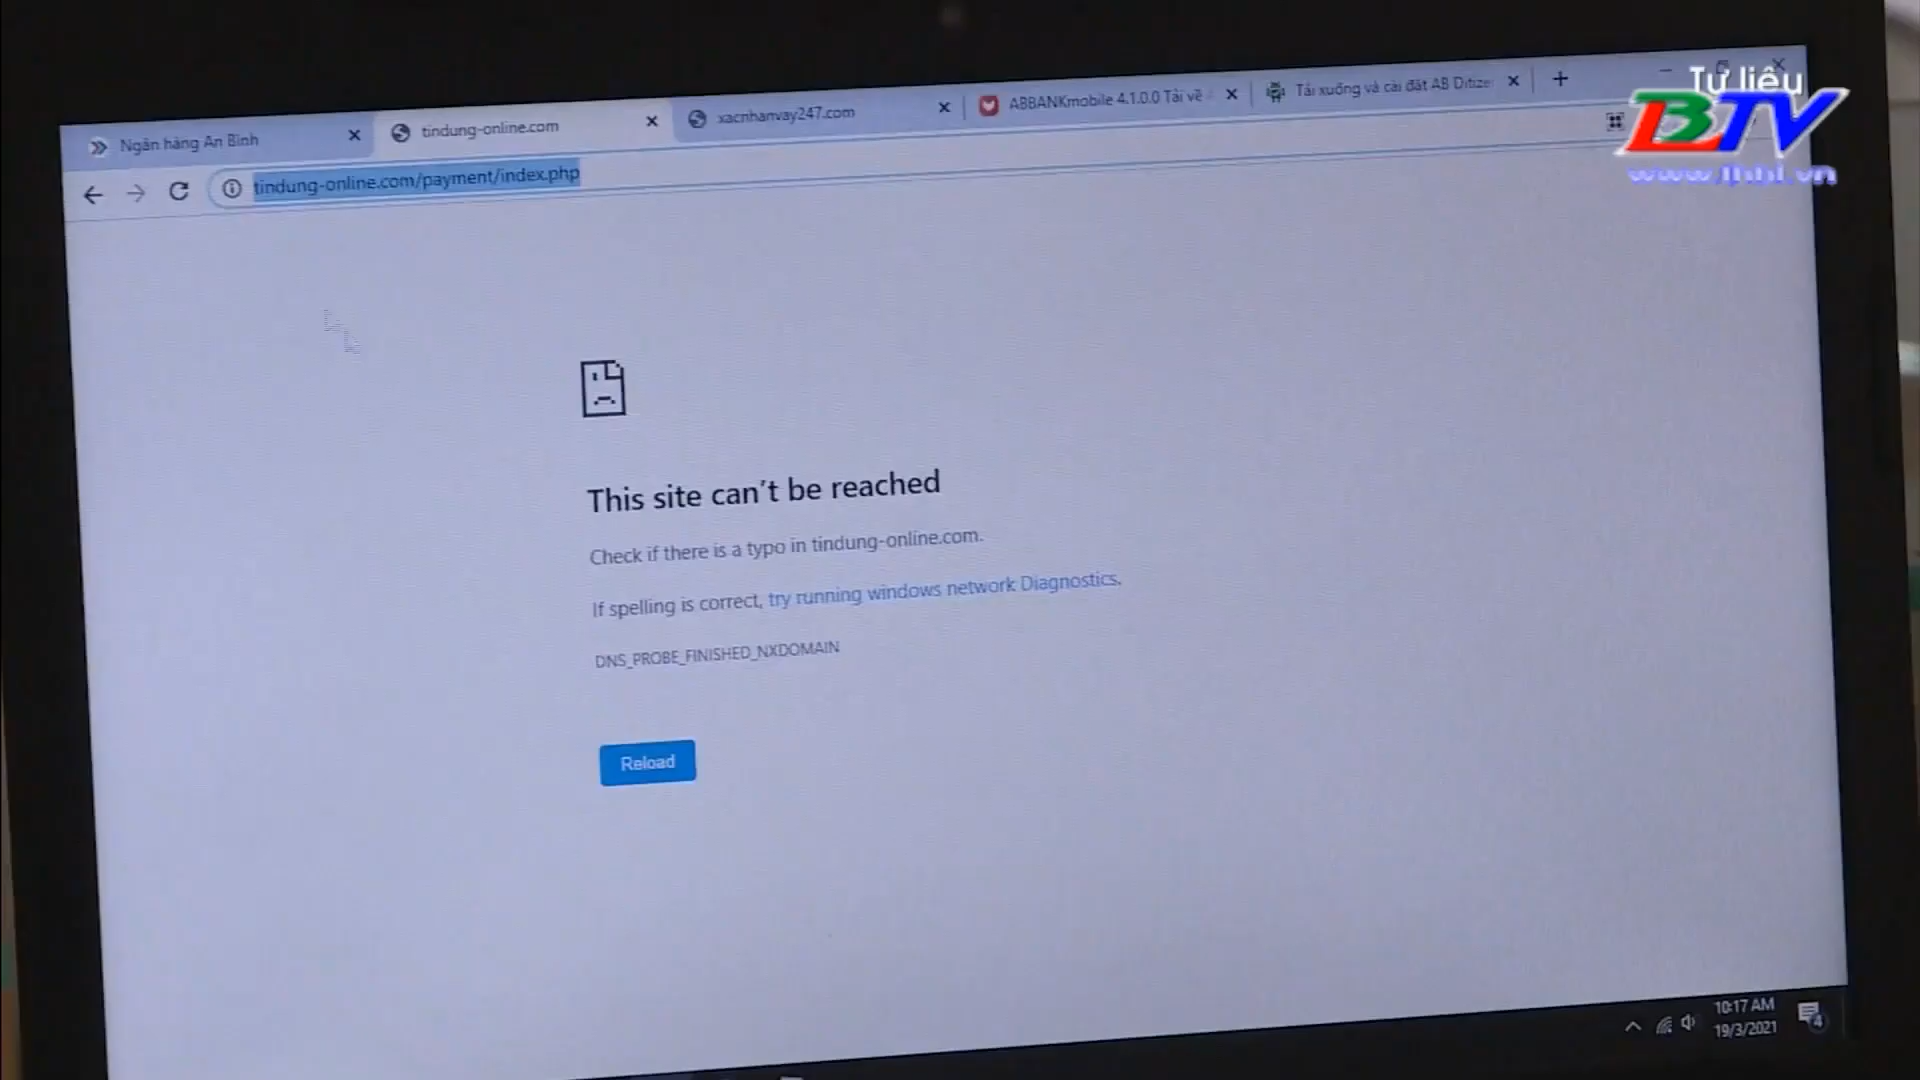 Tư liệu
BTV
Ngân hàng An Bình
tindung-online.com
xacnhanvay247.com
ABBANKmobile 4.1.0.0 Tải về
Tải xuống và cài đặt AB Ditize
tindung-online.com/payment/index.php
This site can't be reached
Check if there is a typo in tindung-online.com.
If spelling is correct, try running windows network Diagnostics.
DNS_PROBE_FINISHED_NXDOMAIN
Reload
10:17 AM
19/3/2021
4